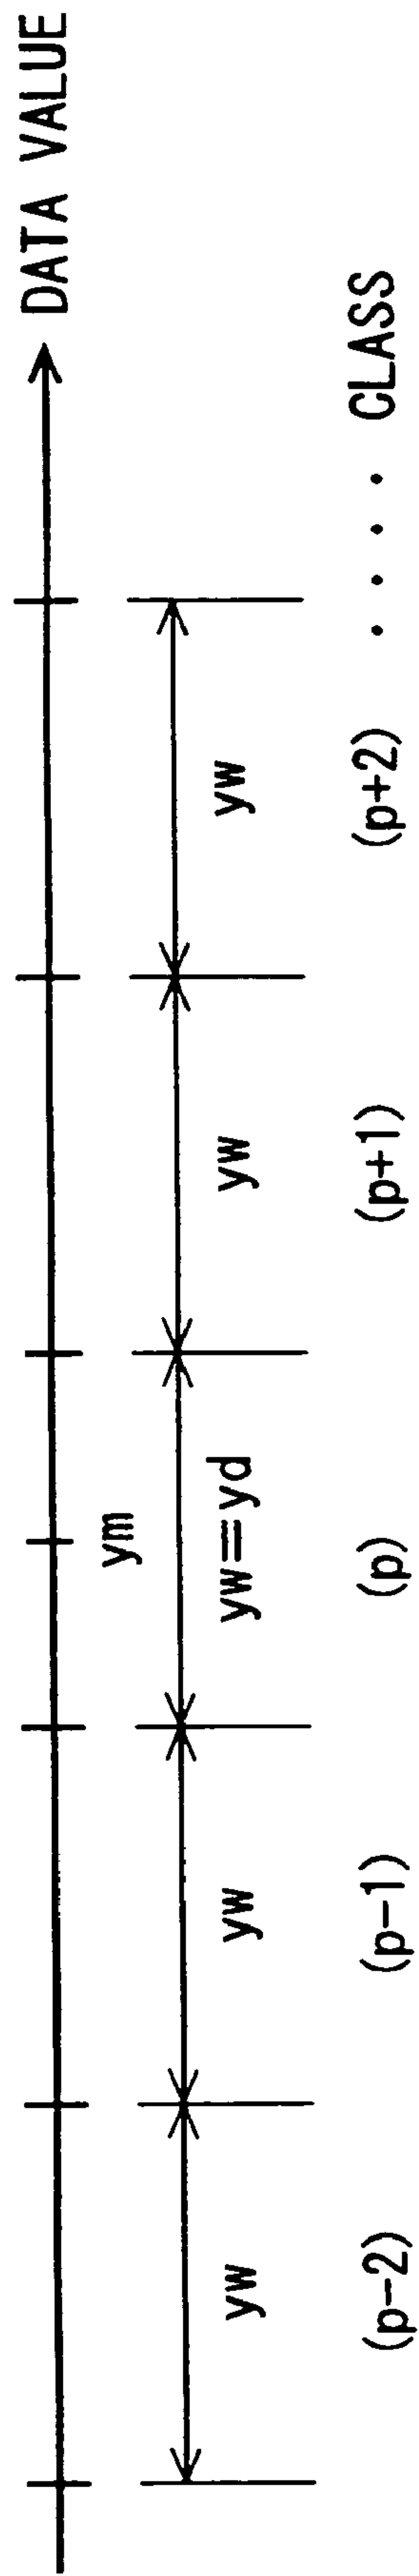 DATA VALUE
ym
yw yw yw=yd yw yw
(p-2) (p-1) (p) (p+1) (p+2) ···· CLASS